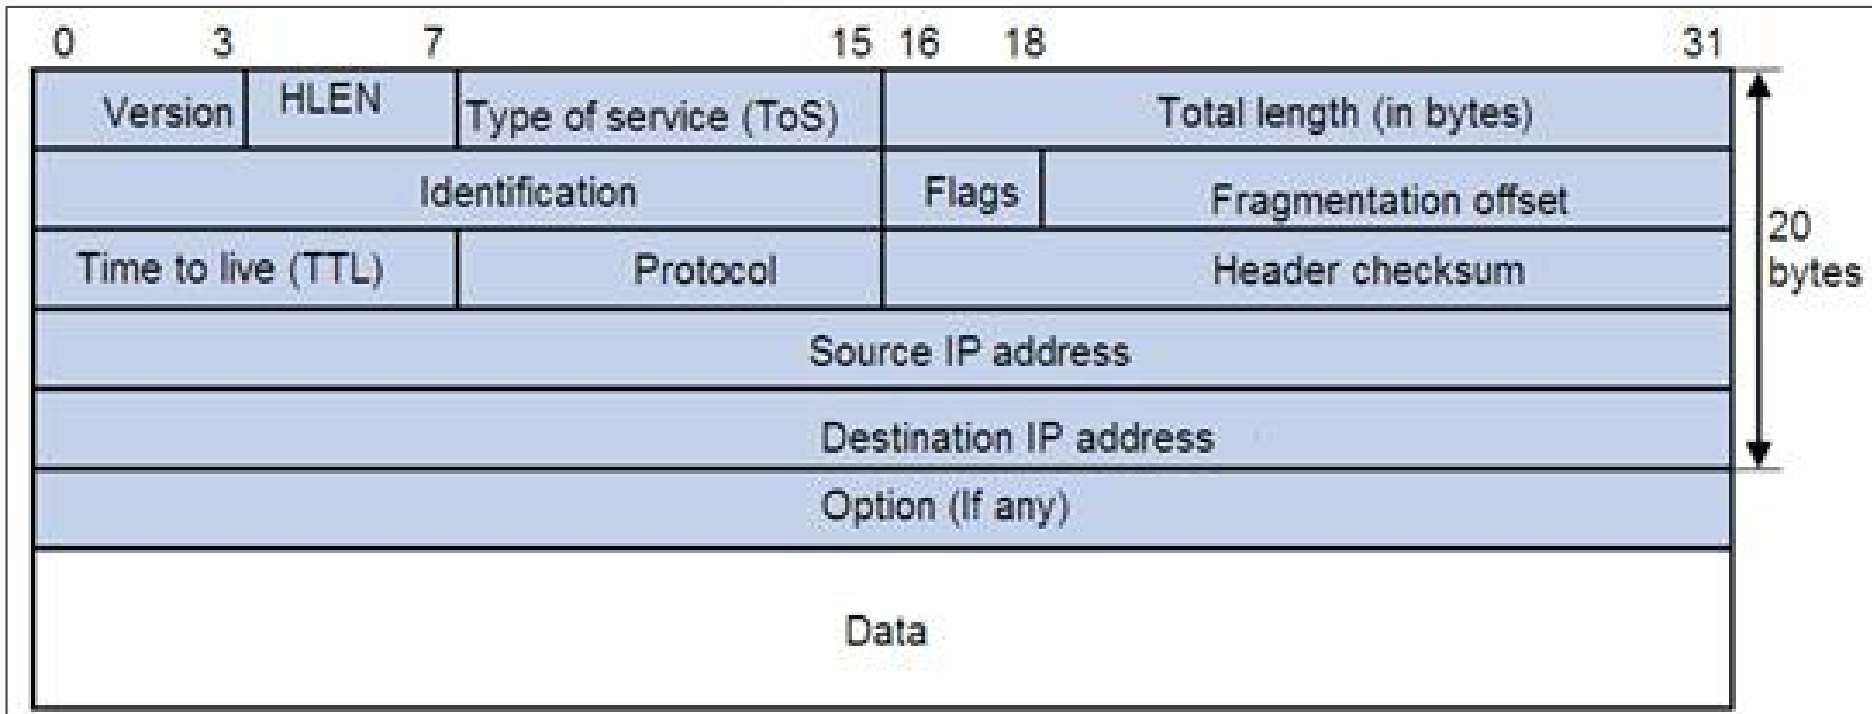 0 3 7 15 16 18 31
Version HLEN Type of service (ToS) Total length (in bytes)
Identification Flags Fragmentation offset
Time to live (TTL) Protocol Header checksum
Source IP address
Destination IP address
20
bytes
Option (If any)
Data